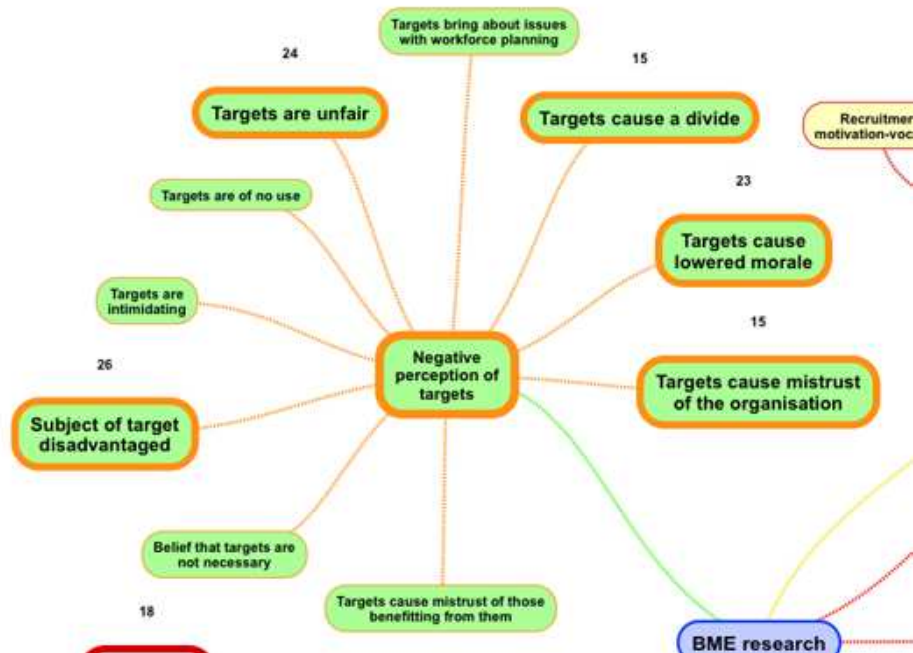 Targets bring about issues
with workforce planning
24
15
Targets are unfair
Targets cause a divide
Recruitmen
motivation-voc
Targets are of no use
23
Targets cause
lowered morale
Targets are
intimidating
15
26
Negative
perception of
targets
Targets cause mistrust
of the organisation
Subject of target
disadvantaged
Belief that targets are
not necessary
Targets cause mistrust of those
benefitting from them
18
BME research